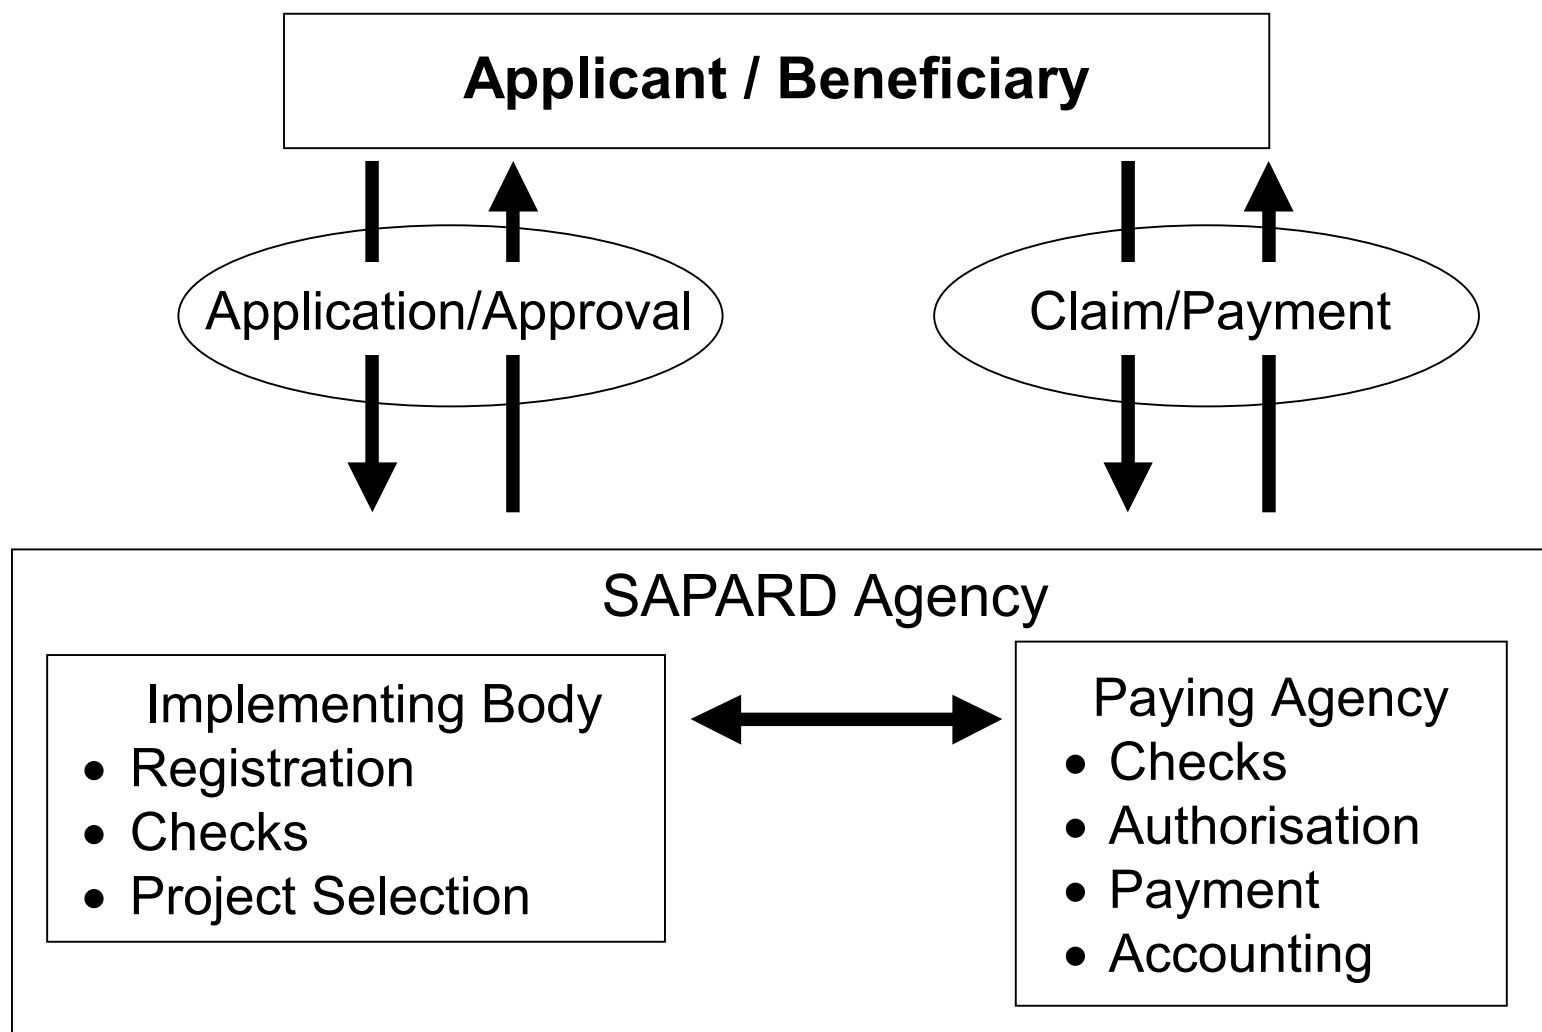 Applicant / Beneficiary
Application/Approval
Claim/Payment
SAPARD Agency
Implementing Body
• Registration
• Checks
• Project Selection
Paying Agency
• Checks
• Authorisation
• Payment
• Accounting